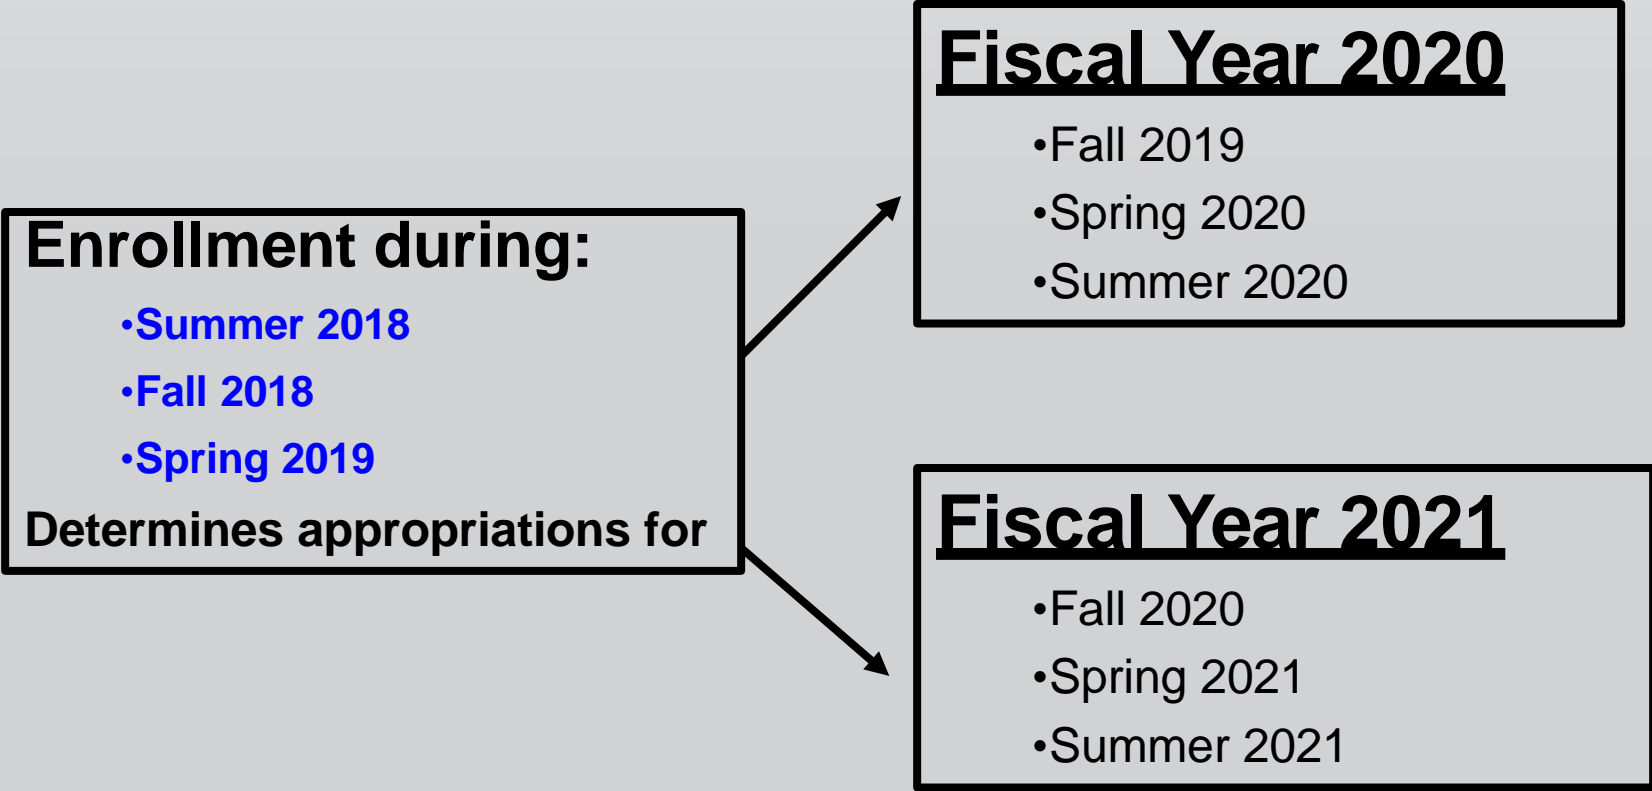 Enrollment during:
•Summer 2018
•Fall 2018
•Spring 2019
Determines appropriations for
Fiscal Year 2020
•Fall 2019
•Spring 2020
•Summer 2020
Fiscal Year 2021
•Fall 2020
•Spring 2021
•Summer 2021